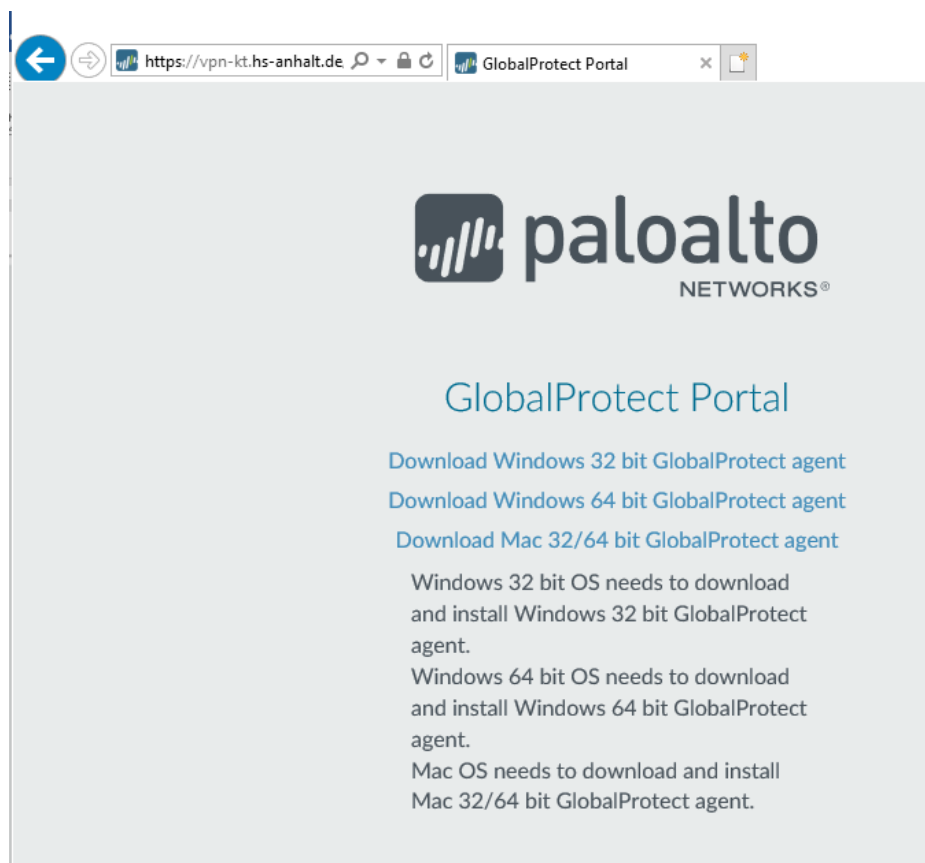 https://vpn-kt.hs-anhalt.de
GlobalProtect Portal
paloalto
NETWORKS®
GlobalProtect Portal
Download Windows 32 bit GlobalProtect agent
Download Windows 64 bit GlobalProtect agent
Download Mac 32/64 bit GlobalProtect agent
Windows 32 bit OS needs to download
and install Windows 32 bit GlobalProtect
agent.
Windows 64 bit OS needs to download
and install Windows 64 bit GlobalProtect
agent.
Mac OS needs to download and install
Mac 32/64 bit GlobalProtect agent.